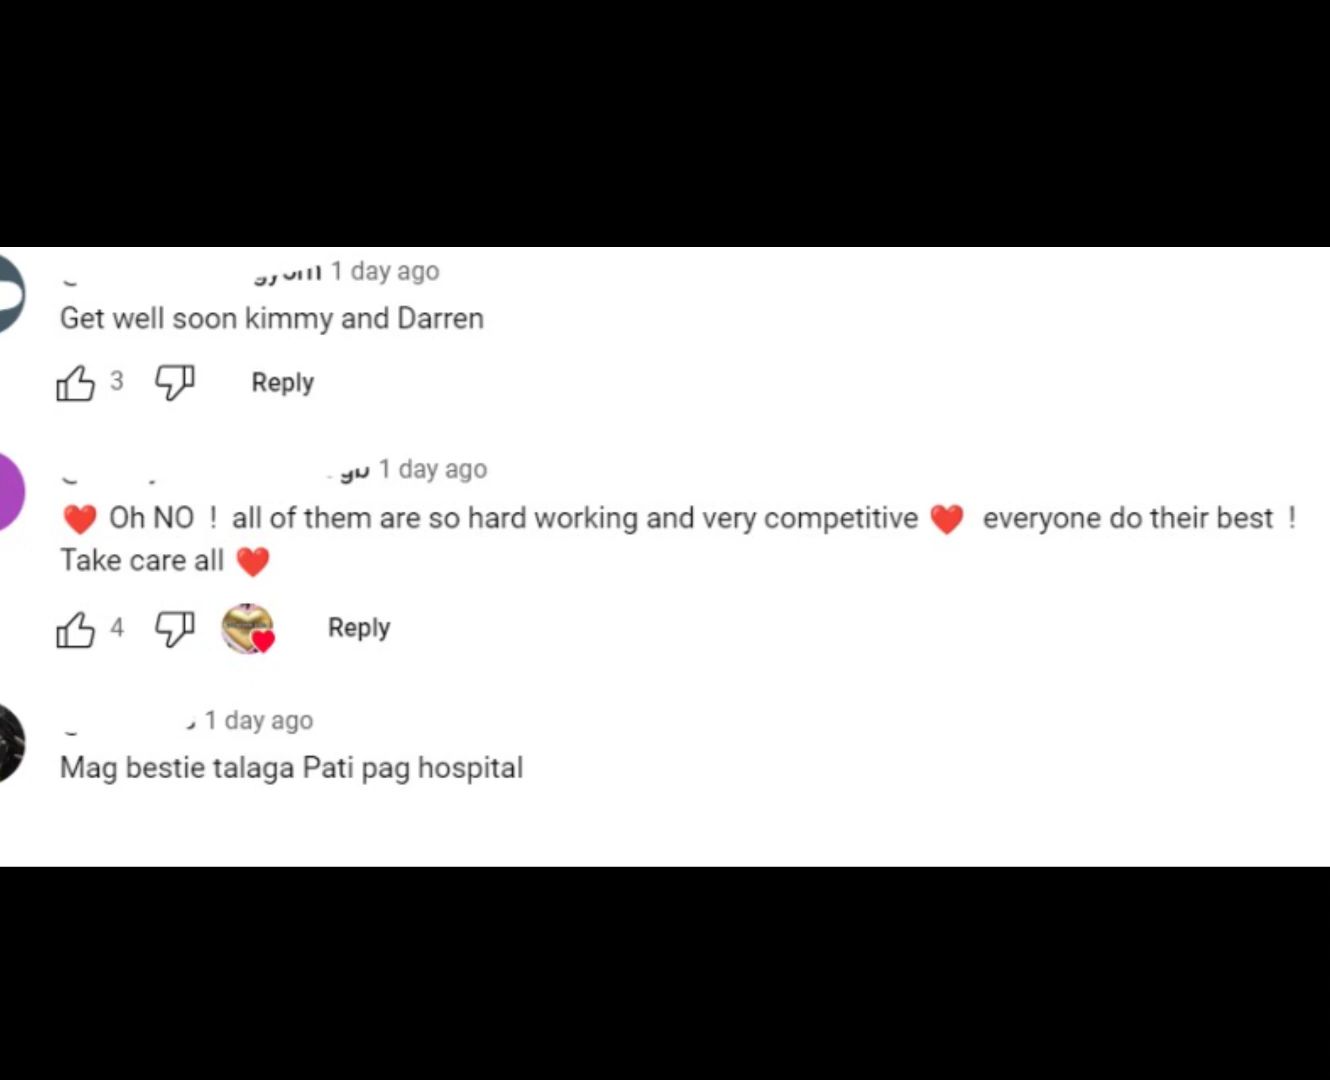 1 day ago
Get well soon kimmy and Darren
3 Reply
1 day ago
❤️ Oh NO ! all of them are so hard working and very competitive ❤️ everyone do their best !
Take care all ❤️
4 Reply
1 day ago
Mag bestie talaga Pati pag hospital